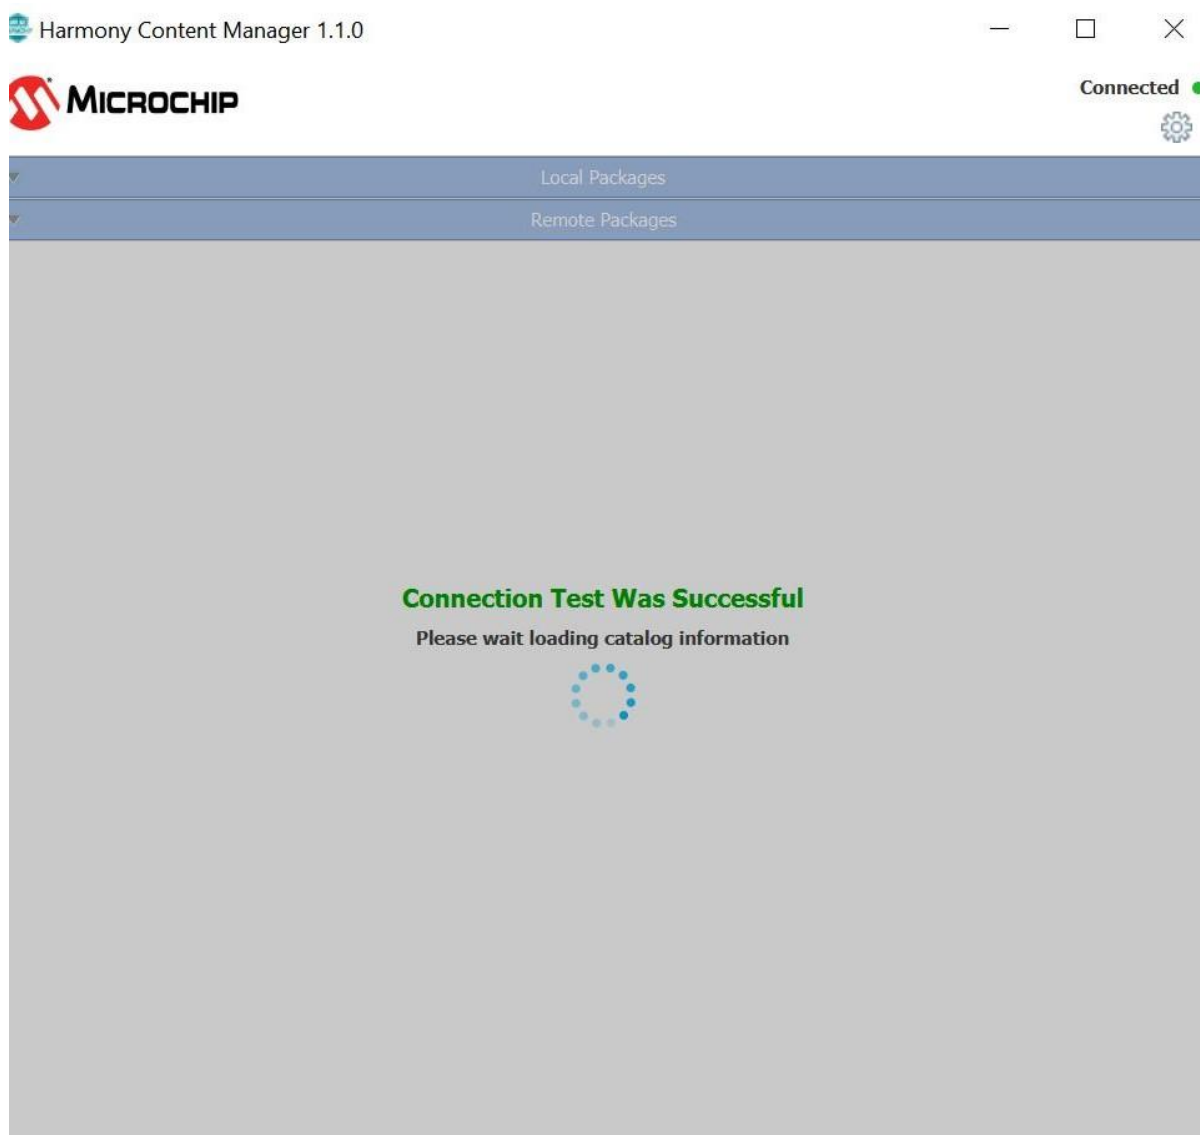 Harmony Content Manager 1.1.0
MICROCHIP
Connected
Local Packages
Remote Packages
Connection Test Was Successful
Please wait loading catalog information